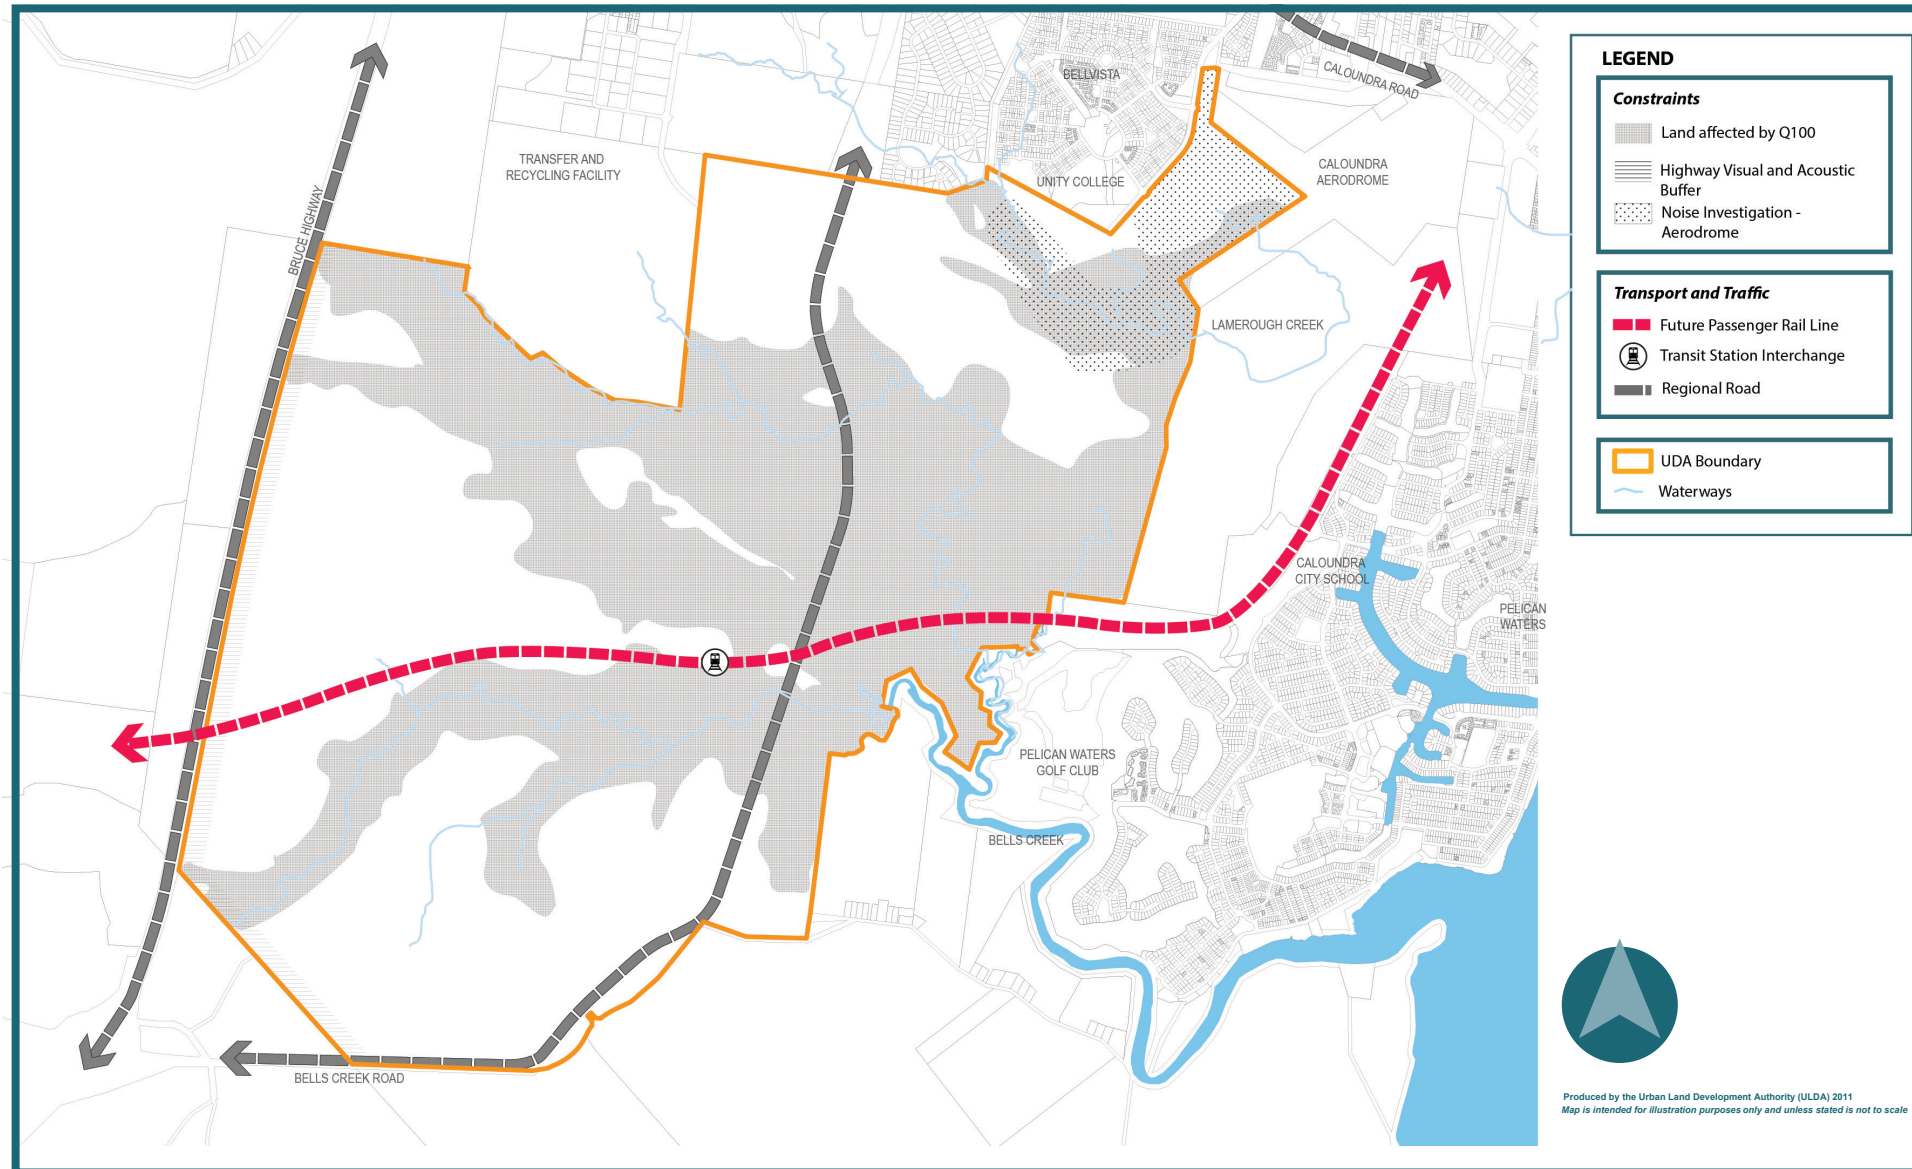 BELLVISTA
CALOUNDRA ROAD
TRANSFER AND
RECYCLING FACILITY
UNITY COLLEGE
CALOUNDRA
AERODROME
BRUCE HIGHWAY
LAMEROUGH CREEK
CALOUNDRA
CITY SCHOOL
PELICAN
WATERS
PELICAN WATERS
GOLF CLUB
BELLS CREEK
BELLS CREEK ROAD
LEGEND
Constraints
Land affected by Q100
Highway Visual and Acoustic
Buffer
Noise Investigation -
Aerodrome
Transport and Traffic
Future Passenger Rail Line
Transit Station Interchange
Regional Road
UDA Boundary
Waterways
Produced by the Urban Land Development Authority (ULDA) 2011
Map is intended for illustration purposes only and unless stated is not to scale